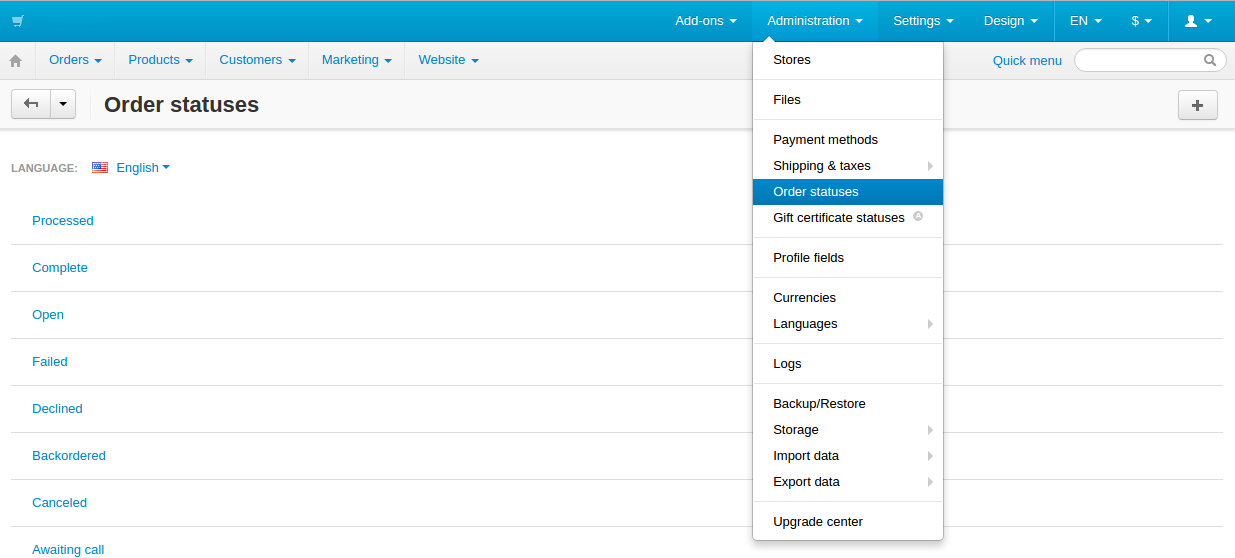 Add-ons Administration Settings Design EN $
Orders Products Customers Marketing Website Quick menu
Order statuses
LANGUAGE: English
Processed
Complete
Open
Failed
Declined
Backordered
Canceled
Awaiting call
Stores
Files
Payment methods
Shipping & taxes
Order statuses
Gift certificate statuses A
Profile fields
Currencies
Languages
Logs
Backup/Restore
Storage
Import data
Export data
Upgrade center